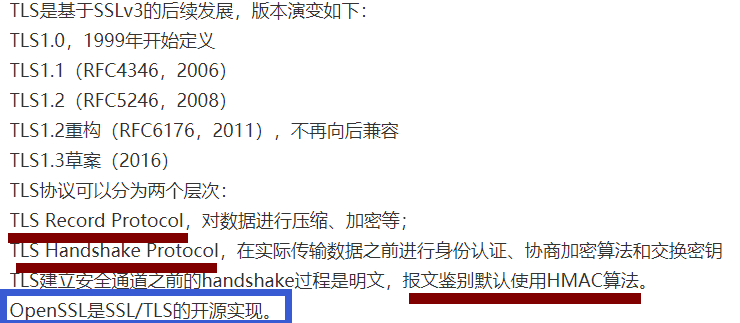 TLS是基于SSLv3的后续发展，版本演变如下：
TLS1.0，1999年开始定义
TLS1.1（RFC4346，2006）
TLS1.2（RFC5246，2008）
TLS1.2重构（RFC6176，2011），不再向后兼容
TLS1.3草案（2016）
TLS协议可以分为两个层次：
TLS Record Protocol，对数据进行压缩、加密等；
TLS Handshake Protocol，在实际传输数据之前进行身份认证、协商加密算法和交换密钥
TLS建立安全通道之前的handshake过程是明文，报文鉴别默认使用HMAC算法。
OpenSSL是SSL/TLS的开源实现。